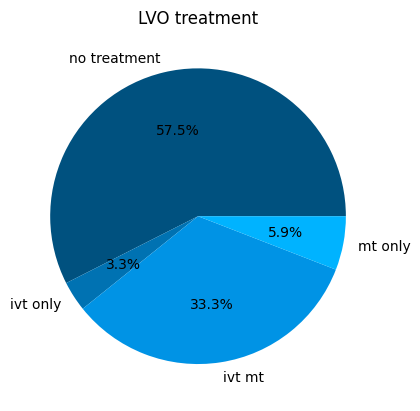 LVO treatment
no treatment
57.5%
5.9%
mt only
3.3%
ivt only
33.3%
ivt mt